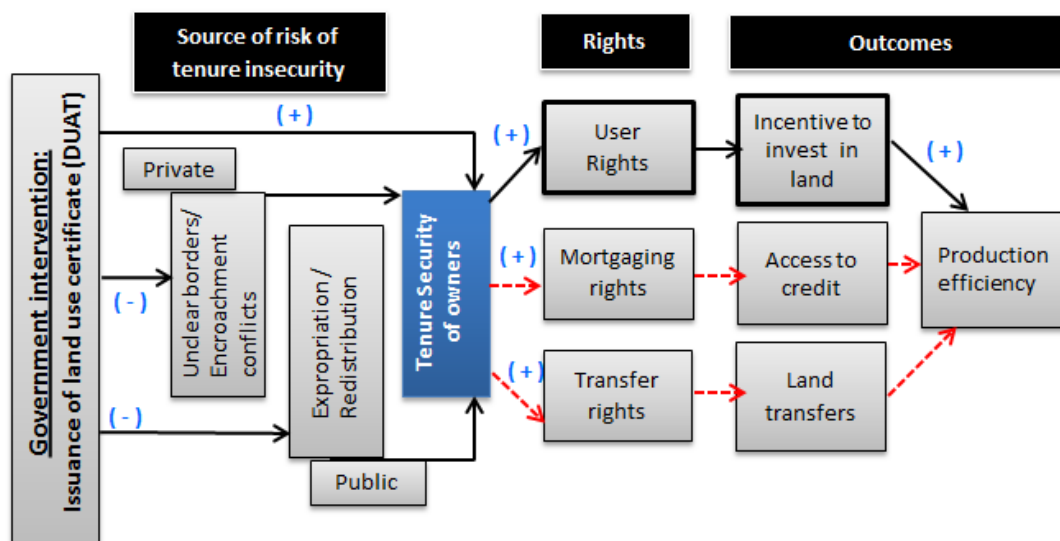 Source of risk of
tenure insecurity
Rights
Outcomes
Government intervention:
Issuance of land use certificate (DUAT)
(+)
Private
Unclear borders/
Encroachment
conflicts
(-)
Expropriation /
Redistribution
(-)
Public
Tenure Security
of owners
(+)
User
Rights
Incentive to
invest in
land
(+)
(+)
Mortgaging
rights
Access to
credit
Production
efficiency
(+)
Transfer
rights
Land
transfers